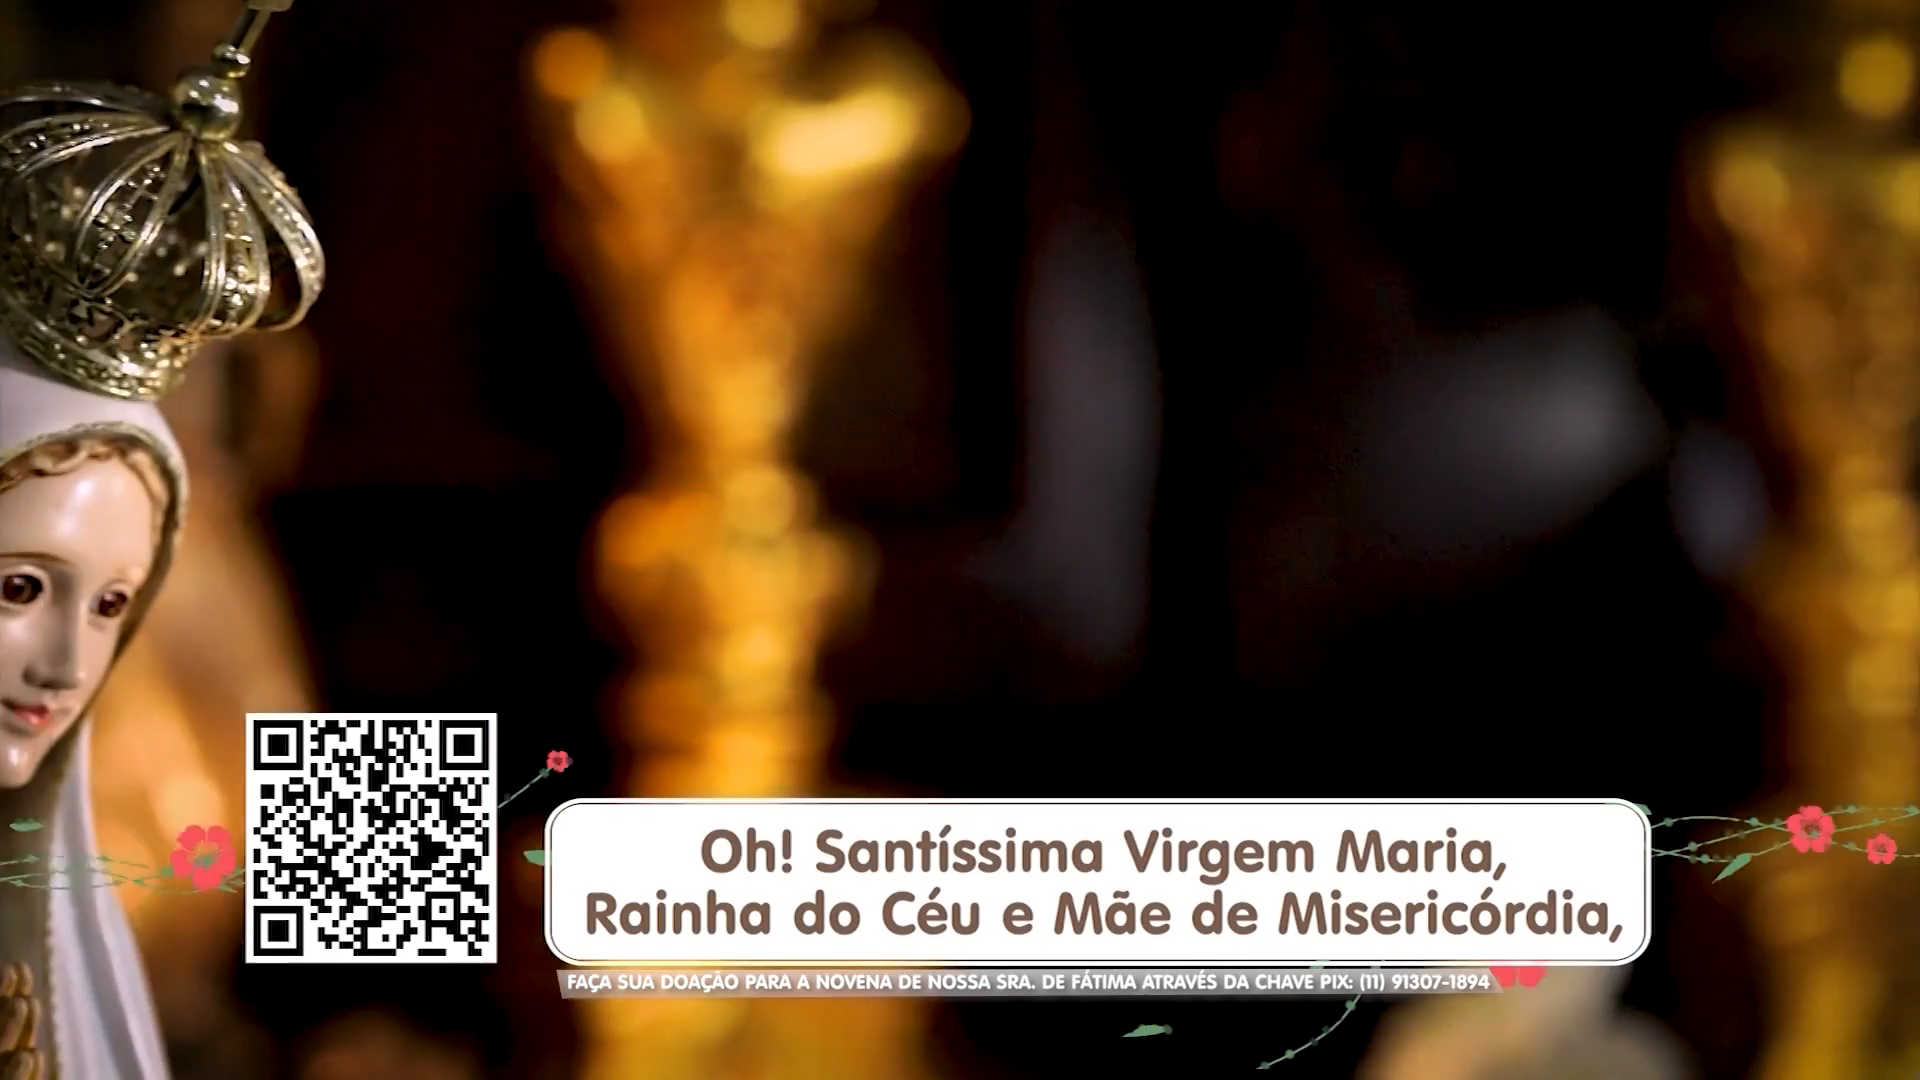 Oh! Santíssima Virgem Maria,
Rainha do Céu e Mãe de Misericórdia,
FAÇA SUA DOAÇÃO PARA A NOVENA DE NOSSA SRA. DE FÁTIMA ATRAVÉS DA CHAVE PIX: (11) 91307-1894